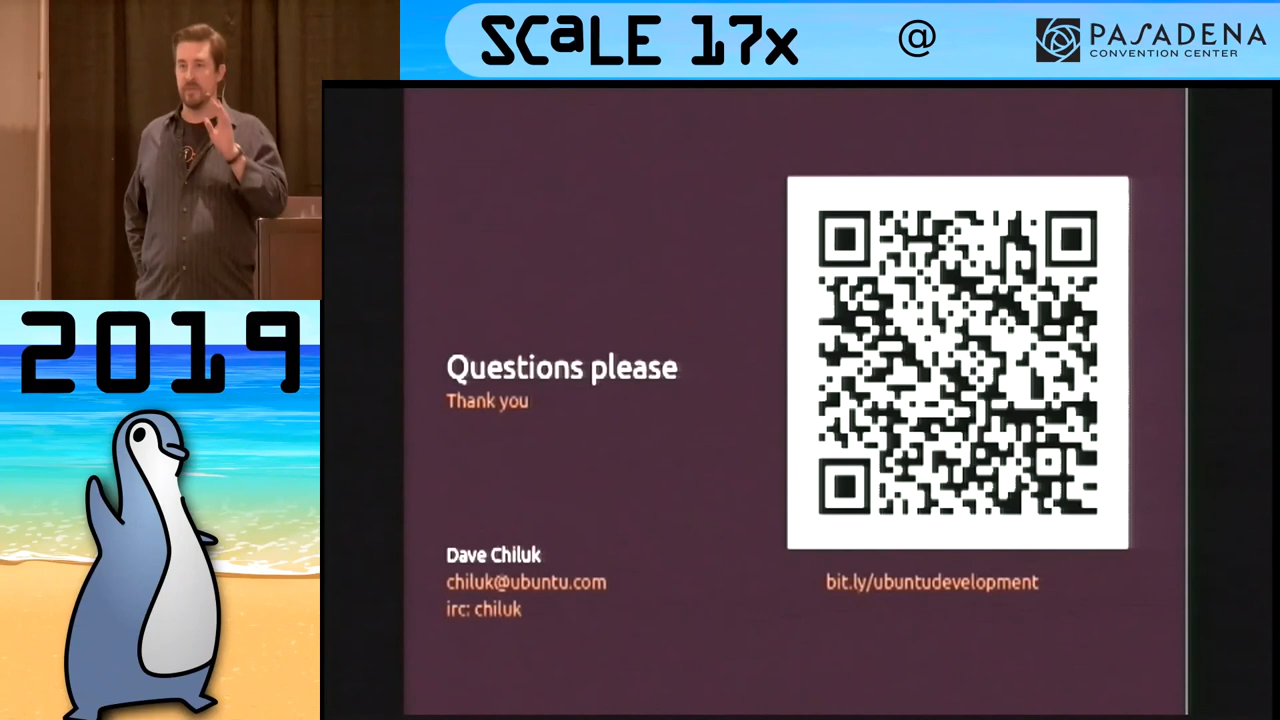 SCaLE 17x
@
PASADENA
CONVENTION CENTER
2019
Questions please
Thank you
Dave Chiluk
chiluk@ubuntu.com
irc: chiluk
bit.ly/ubuntudevelopment